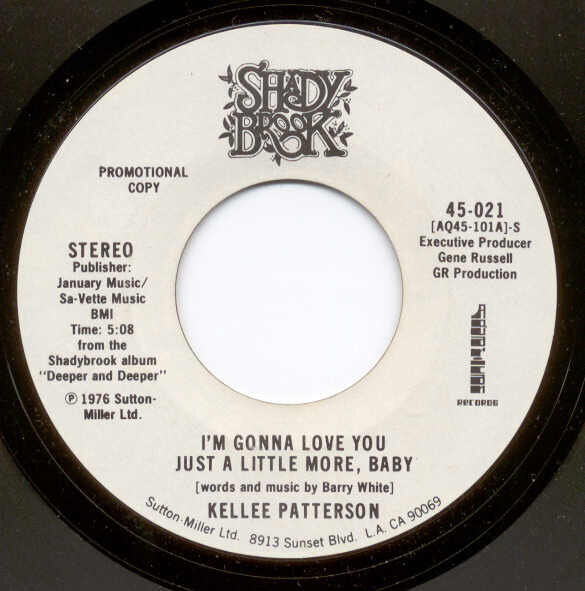 SHADY
BROOK
PROMOTIONAL
COPY
STEREO
Publisher:
January Music/
Sa-Vette Music
BMI
Time: 5:08
from the
Shadybrook album
"Deeper and Deeper"
℗ 1976 Sutton-
Miller Ltd.
45-021
[AQ45-101A]-S
Executive Producer
Gene Russell
GR Production
RECORDS
I'M GONNA LOVE YOU
JUST A LITTLE MORE, BABY
[words and music by Barry White]
KELLEE PATTERSON
Sutton-Miller Ltd. 8913 Sunset Blvd. L.A. CA 90069